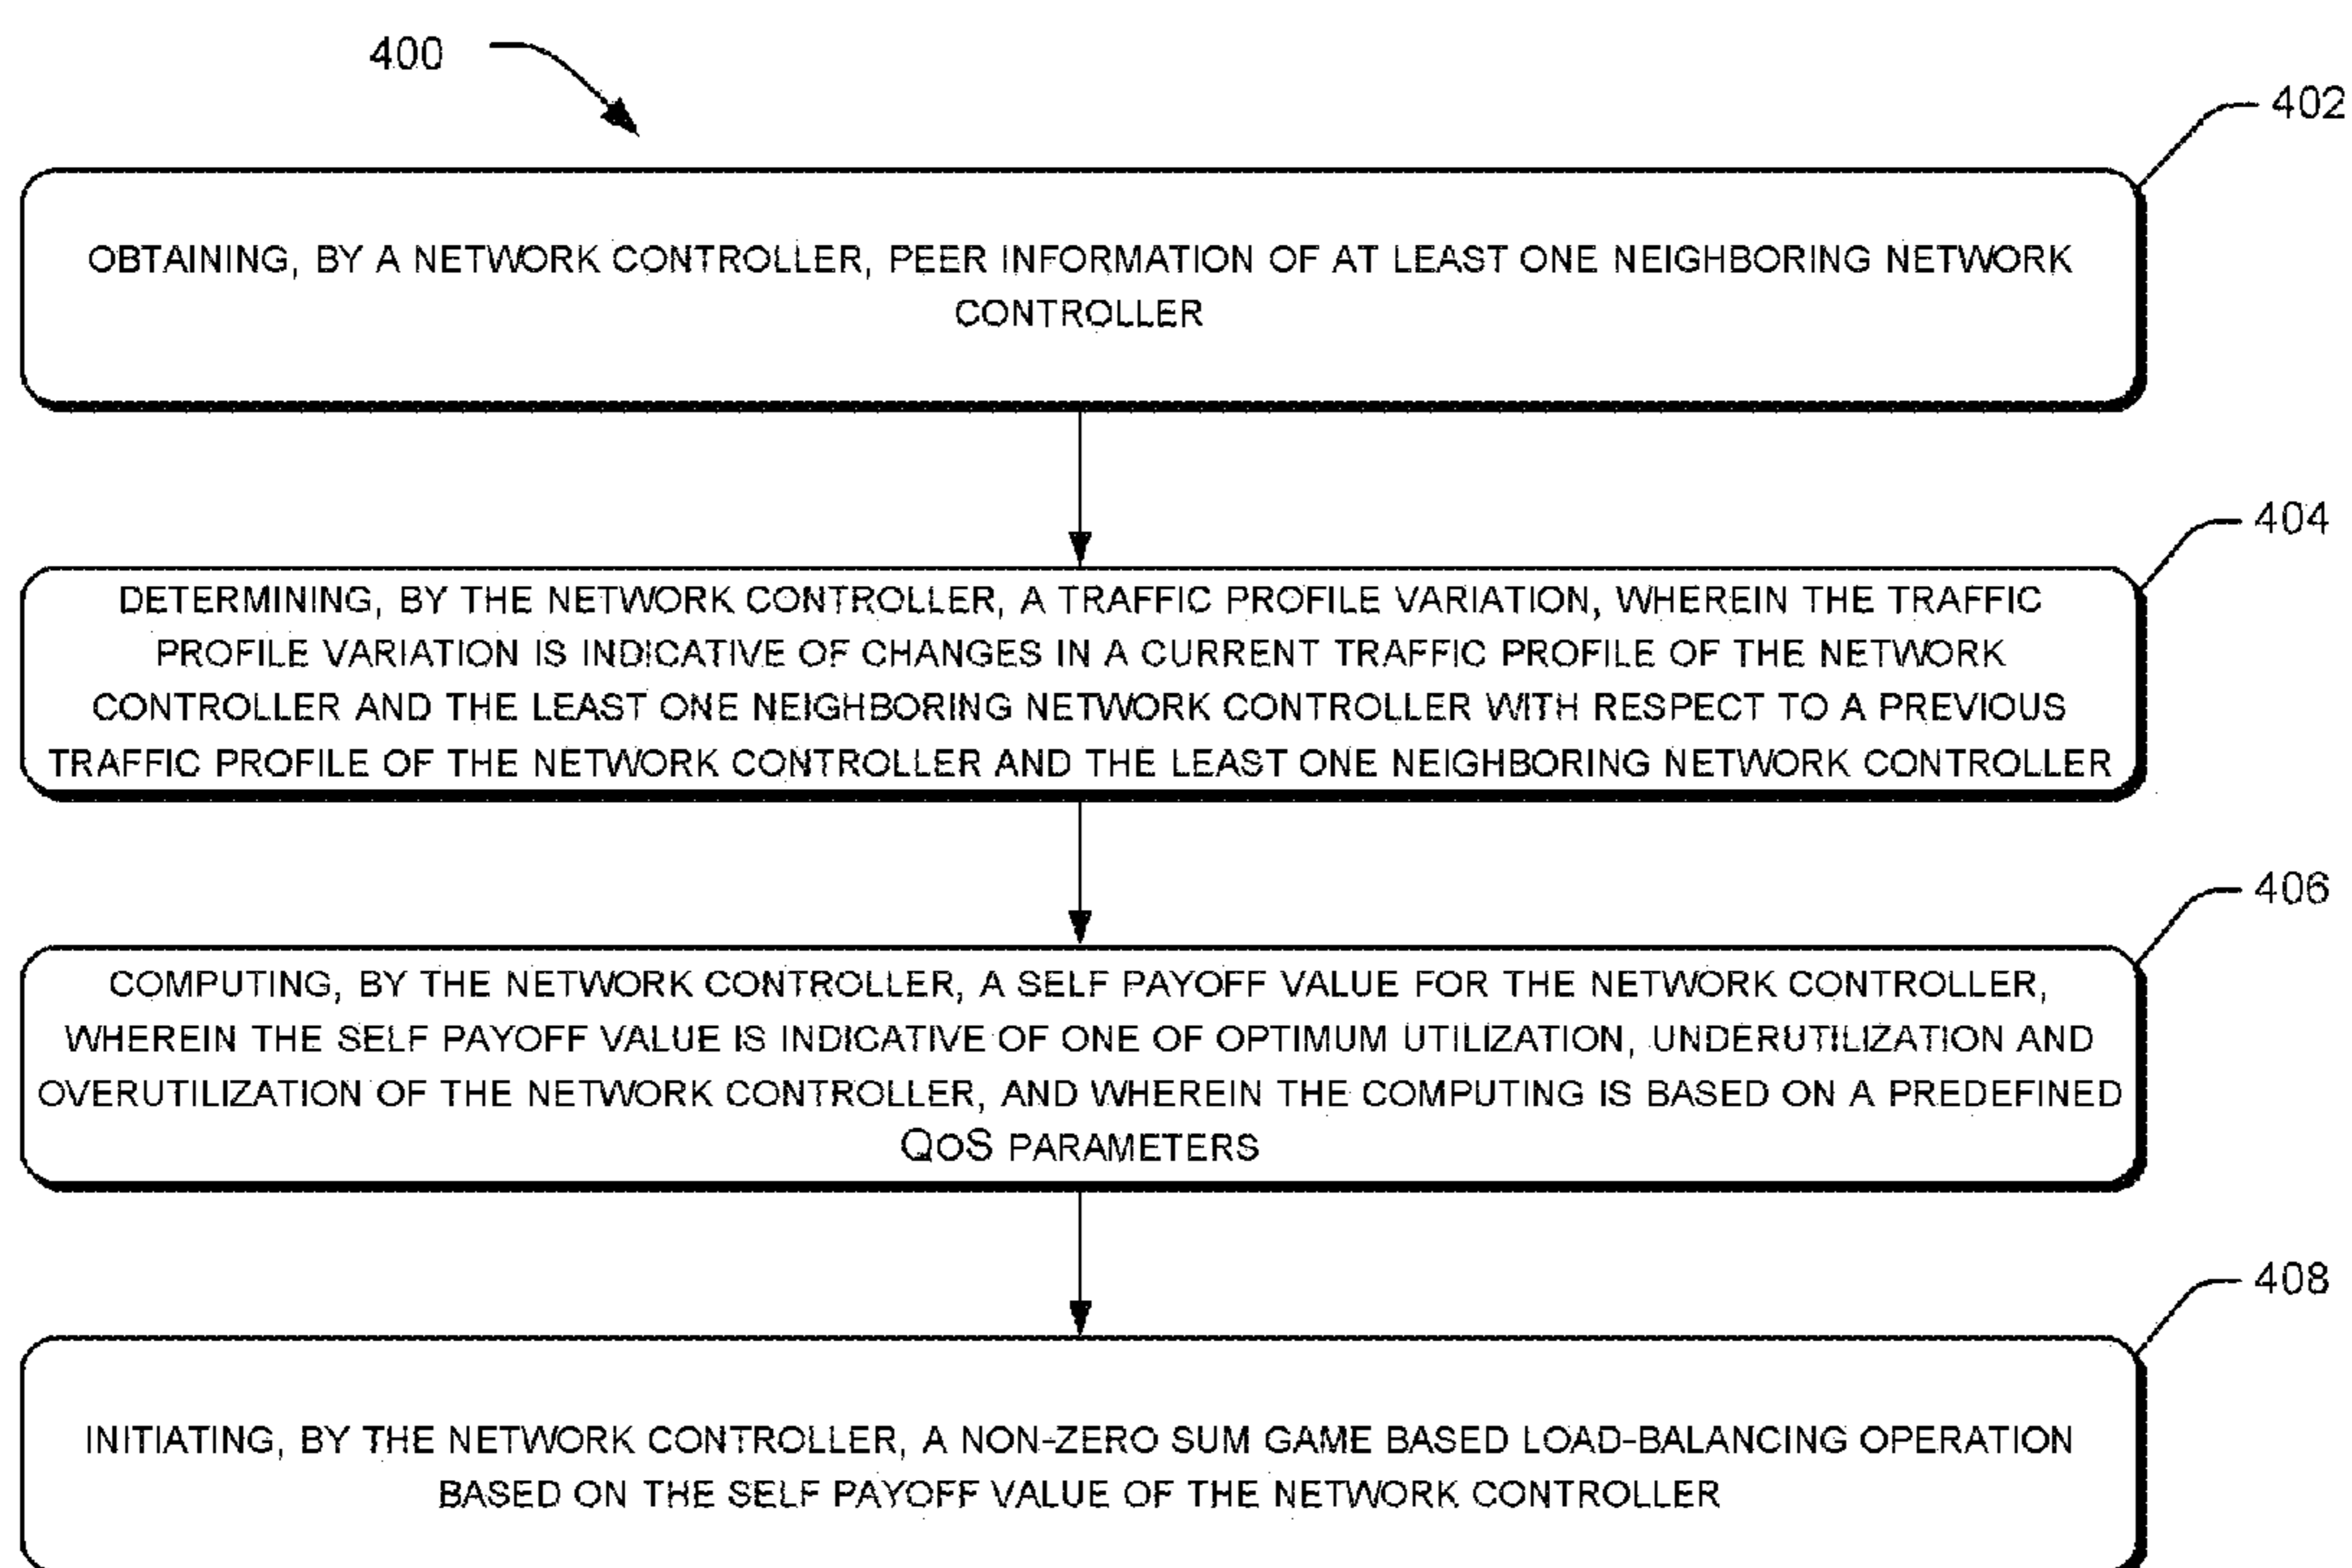 400
402
OBTAINING, BY A NETWORK CONTROLLER, PEER INFORMATION OF AT LEAST ONE NEIGHBORING NETWORK
CONTROLLER
404
DETERMINING, BY THE NETWORK CONTROLLER, A TRAFFIC PROFILE VARIATION, WHEREIN THE TRAFFIC
PROFILE VARIATION IS INDICATIVE OF CHANGES IN A CURRENT TRAFFIC PROFILE OF THE NETWORK
CONTROLLER AND THE LEAST ONE NEIGHBORING NETWORK CONTROLLER WITH RESPECT TO A PREVIOUS
TRAFFIC PROFILE OF THE NETWORK CONTROLLER AND THE LEAST ONE NEIGHBORING NETWORK CONTROLLER
406
COMPUTING, BY THE NETWORK CONTROLLER, A SELF PAYOFF VALUE FOR THE NETWORK CONTROLLER,
WHEREIN THE SELF PAYOFF VALUE IS INDICATIVE OF ONE OF OPTIMUM UTILIZATION, UNDERUTILIZATION AND
OVERUTILIZATION OF THE NETWORK CONTROLLER, AND WHEREIN THE COMPUTING IS BASED ON A PREDEFINED
QOS PARAMETERS
408
INITIATING, BY THE NETWORK CONTROLLER, A NON-ZERO SUM GAME BASED LOAD-BALANCING OPERATION
BASED ON THE SELF PAYOFF VALUE OF THE NETWORK CONTROLLER